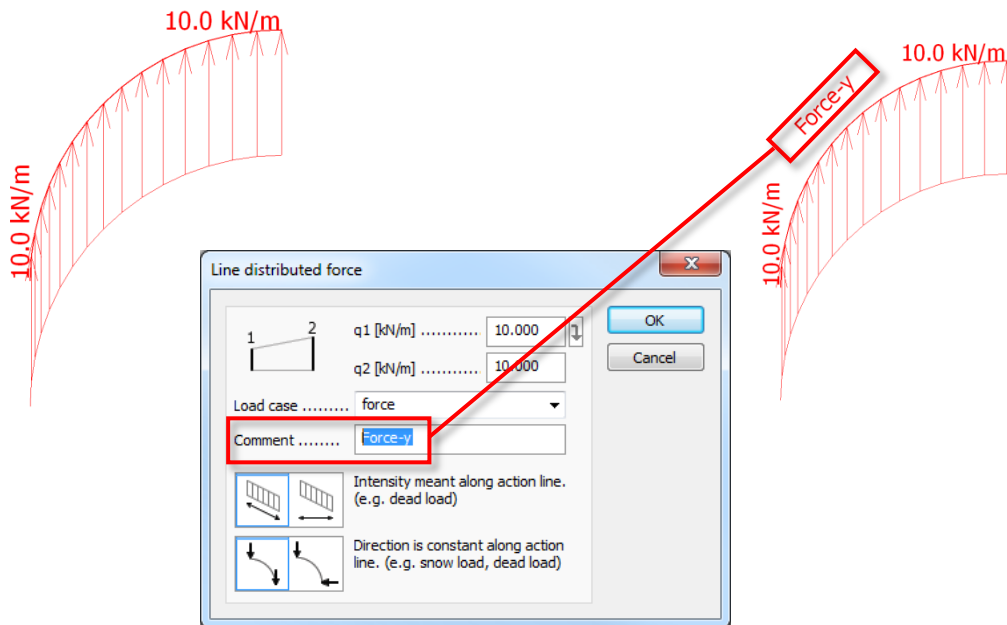 10.0 kN/m
10.0 kN/m
10.0 kN/m
Force-y
10.0 kN/m
Line distributed force
1
2
q1 [kN/m] ........... 10.000
OK
q2 [kN/m] ........... 10.000
Cancel
Load case ......... force
Comment ........ Force-y
Intensity meant along action line.
(e.g. dead load)
Direction is constant along action
line. (e.g. snow load, dead load)